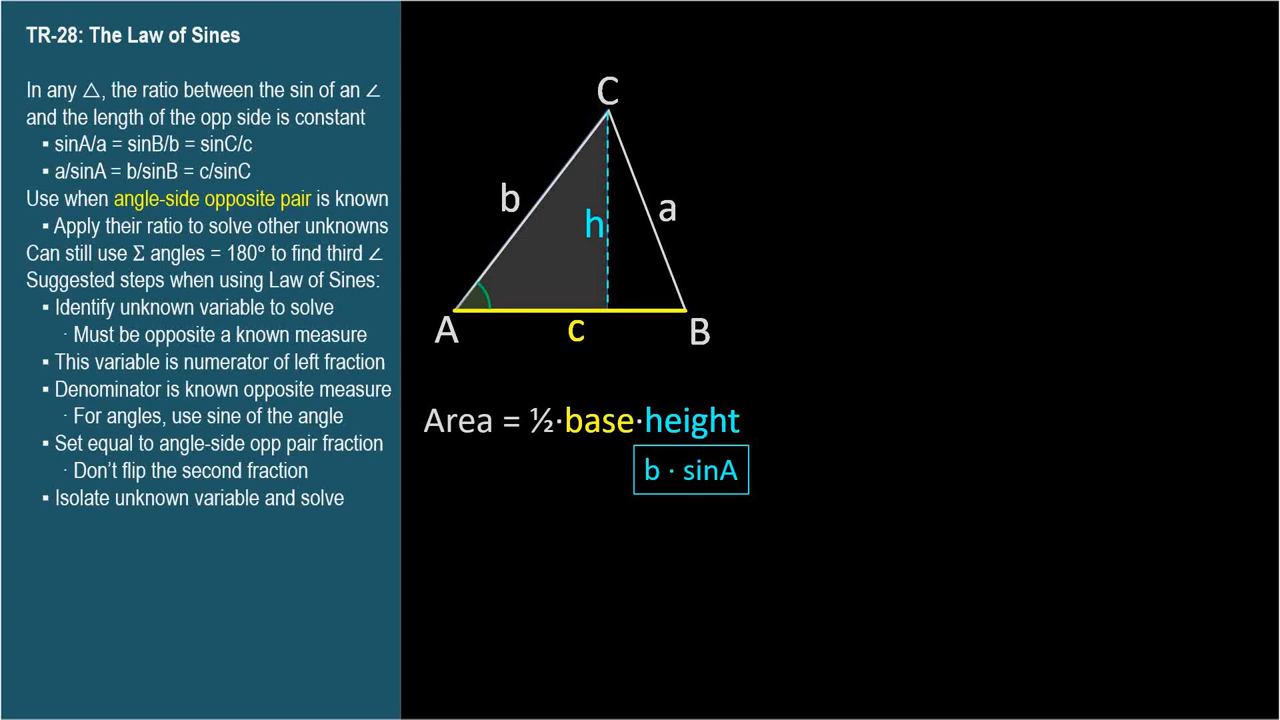 TR-28: The Law of Sines
In any △, the ratio between the sin of an ∠
and the length of the opp side is constant
▪ sinA/a = sinB/b = sinC/c
▪ a/sinA = b/sinB = c/sinC
Use when angle-side opposite pair is known
▪ Apply their ratio to solve other unknowns
Can still use Σ angles = 180° to find third ∠
Suggested steps when using Law of Sines:
▪ Identify unknown variable to solve
· Must be opposite a known measure
▪ This variable is numerator of left fraction
▪ Denominator is known opposite measure
· For angles, use sine of the angle
▪ Set equal to angle-side opp pair fraction
· Don't flip the second fraction
▪ Isolate unknown variable and solve
C
b
h
a
A
c
B
Area = ½·base·height
b · sinA